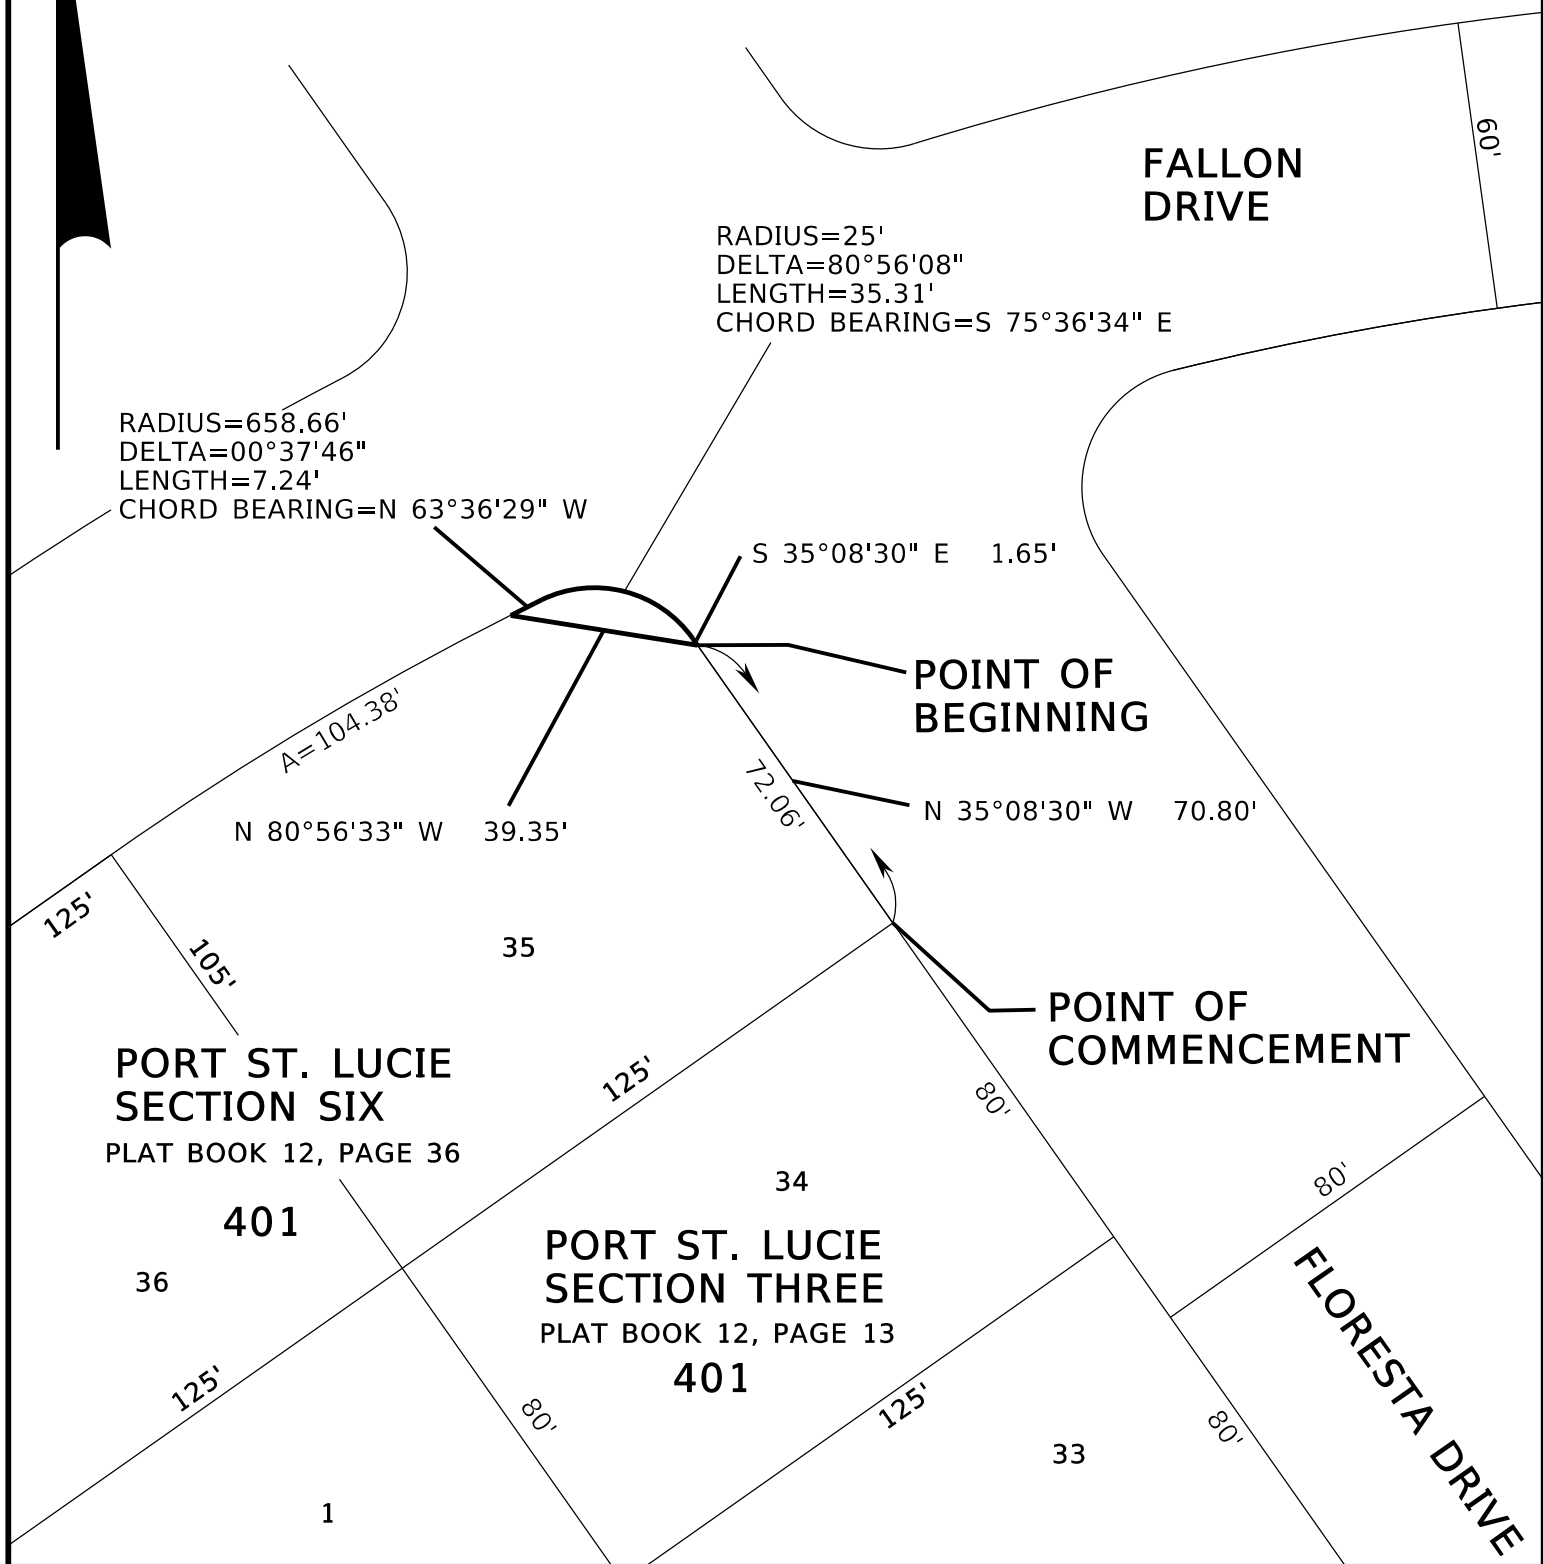 60'
FALLON
DRIVE
RADIUS=25'
DELTA=80°56'08"
LENGTH=35.31'
CHORD BEARING=S 75°36'34" E
RADIUS=658.66'
DELTA=00°37'46"
LENGTH=7.24'
CHORD BEARING=N 63°36'29" W
S 35°08'30" E 1.65'
POINT OF
BEGINNING
A=104.38'
72.06'
N 35°08'30" W 70.80'
N 80°56'33" W 39.35'
125'
105'
35
POINT OF
COMMENCEMENT
PORT ST. LUCIE
SECTION SIX
PLAT BOOK 12, PAGE 36
401
36
125'
80'
80'
34
PORT ST. LUCIE
SECTION THREE
PLAT BOOK 12, PAGE 13
401
FLORESTA DRIVE
125'
80'
125'
80'
33
1